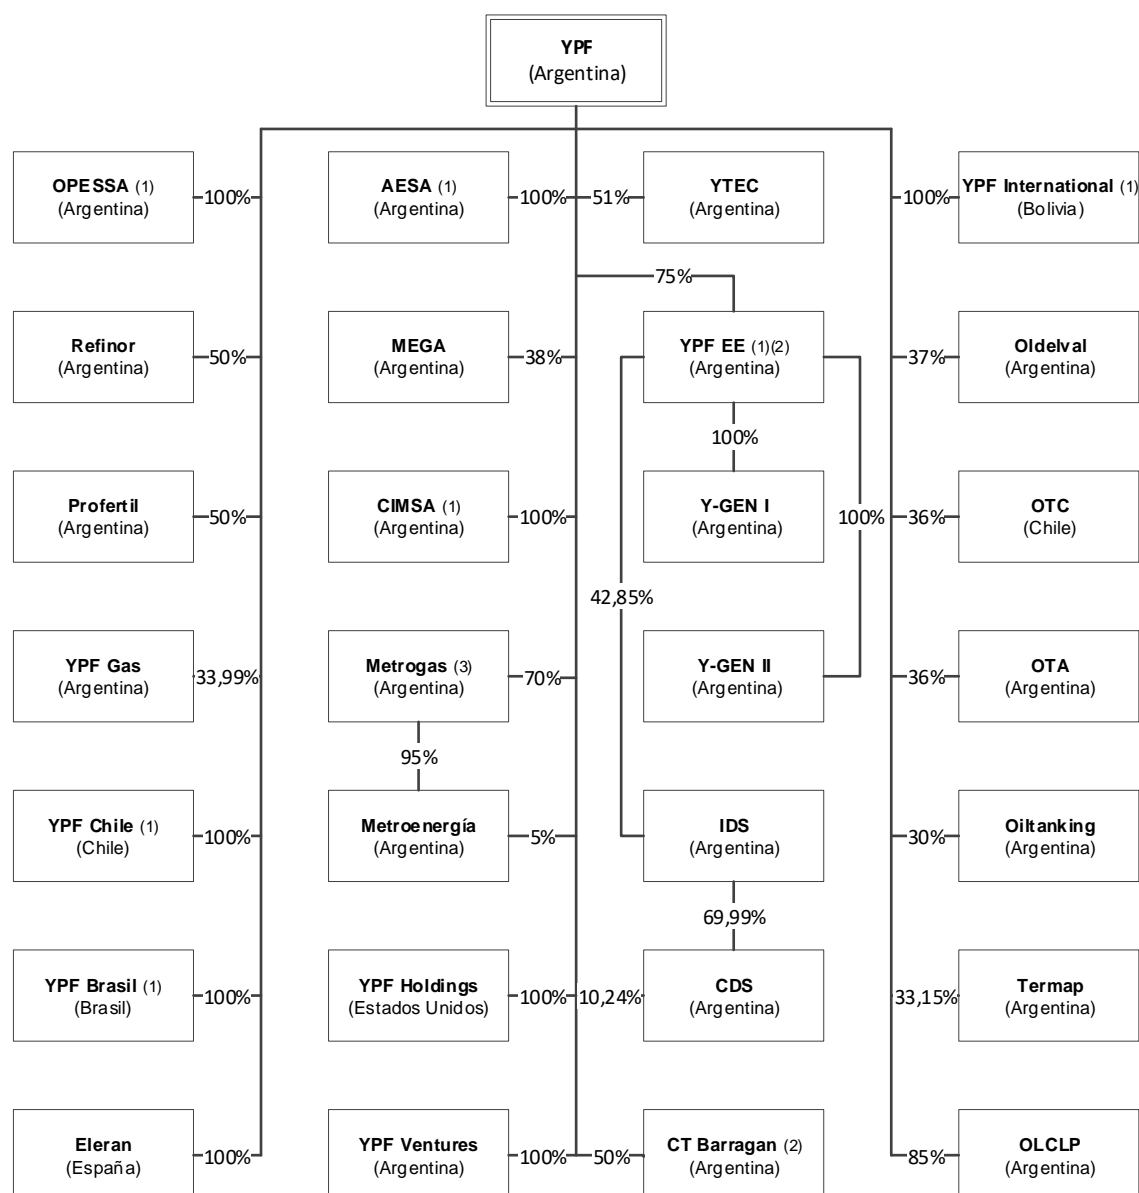 YPF
(Argentina)
OPESSA (1)
(Argentina)
100%
AESA (1)
(Argentina)
100%
51%
YTEC
(Argentina)
100%
YPF International (1)
(Bolivia)
75%
Refinor
(Argentina)
50%
MEGA
(Argentina)
38%
YPF EE (1)(2)
(Argentina)
37%
Oldelval
(Argentina)
100%
Profertil
(Argentina)
50%
CIMSA (1)
(Argentina)
100%
Y-GEN I
(Argentina)
100%
36%
OTC
(Chile)
42,85%
YPF Gas
(Argentina)
33,99%
Metrogas (3)
(Argentina)
70%
Y-GEN II
(Argentina)
36%
OTA
(Argentina)
95%
YPF Chile (1)
(Chile)
100%
Metroenergía
(Argentina)
5%
IDS
(Argentina)
30%
Oiltanking
(Argentina)
69,99%
YPF Brasil (1)
(Brasil)
100%
YPF Holdings
(Estados Unidos)
100%
10,24%
CDS
(Argentina)
33,15%
Termap
(Argentina)
Eleran
(España)
100%
YPF Ventures
(Argentina)
100%
50%
CT Barragan (2)
(Argentina)
85%
OLCLP
(Argentina)